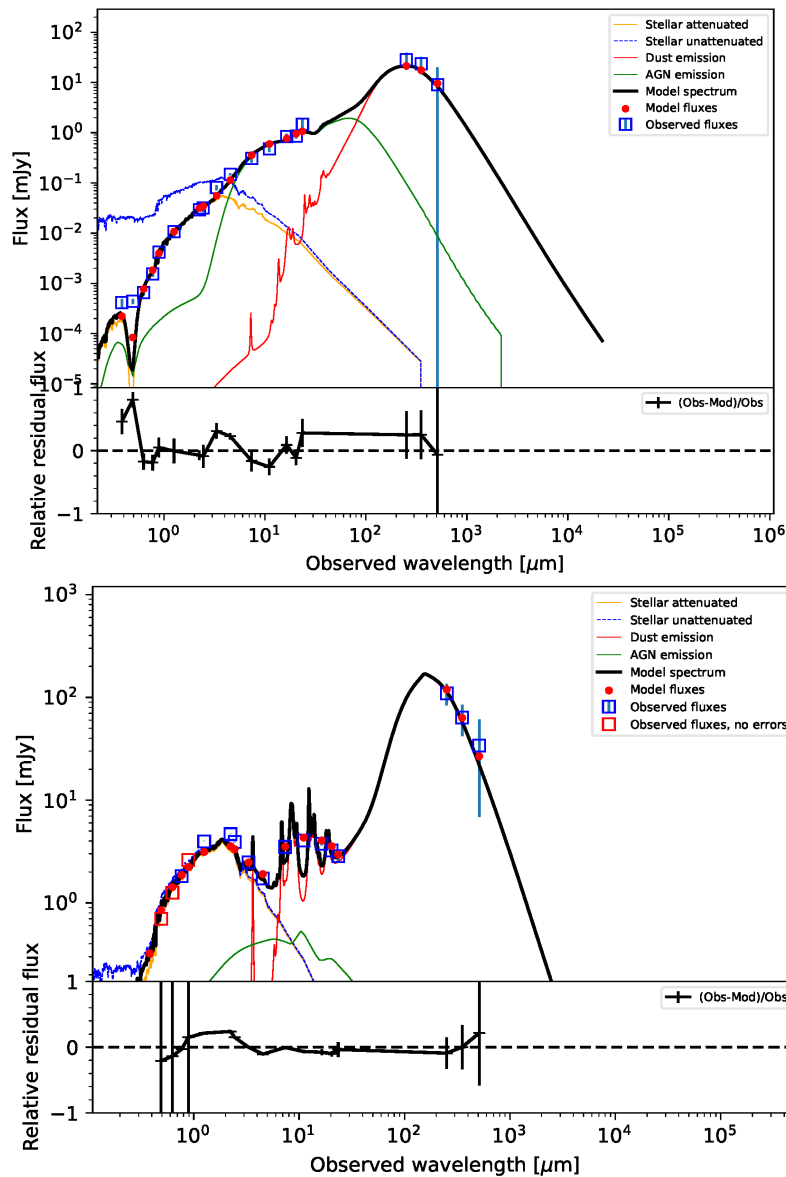 10²
10¹
10⁰
10⁻¹
10⁻²
10⁻³
10⁻⁴
10⁻⁵
Flux [mJy]
Stellar attenuated
Stellar unattenuated
Dust emission
AGN emission
Model spectrum
Model fluxes
Observed fluxes
1
0
−1
Relative residual flux
(Obs-Mod)/Obs
10⁰ 10¹ 10² 10³ 10⁴ 10⁵ 10⁶
Observed wavelength [μm]
10³
10²
10¹
10⁰
Flux [mJy]
Stellar attenuated
Stellar unattenuated
Dust emission
AGN emission
Model spectrum
Model fluxes
Observed fluxes
Observed fluxes, no errors
1
0
−1
Relative residual flux
(Obs-Mod)/Obs
10⁰ 10¹ 10² 10³ 10⁴ 10⁵
Observed wavelength [μm]